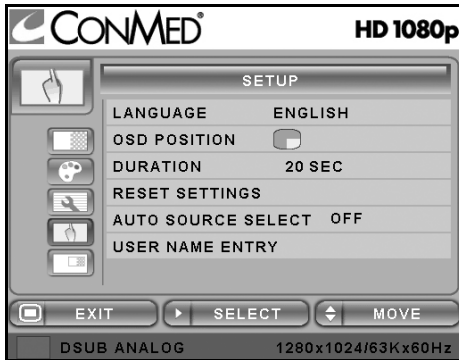 CONMED®
HD 1080p
SETUP
LANGUAGE ENGLISH
OSD POSITION
DURATION 20 SEC
RESET SETTINGS
AUTO SOURCE SELECT OFF
USER NAME ENTRY
EXIT SELECT MOVE
DSUB ANALOG 1280x1024/63Kx60Hz